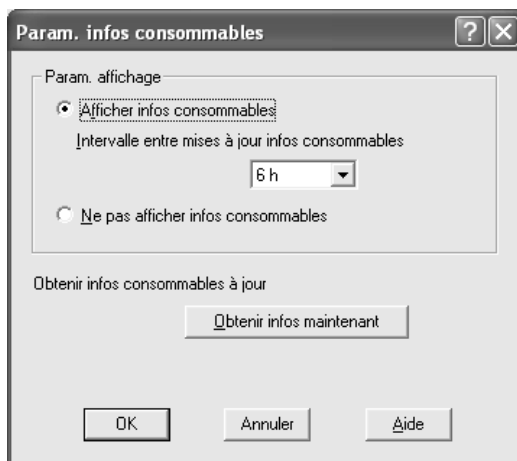 Param. infos consommables
Param. affichage
Afficher infos consommables
Intervalle entre mises à jour infos consommables
6 h
Ne pas afficher infos consommables
Obtenir infos consommables à jour
Obtenir infos maintenant
OK
Annuler
Aide